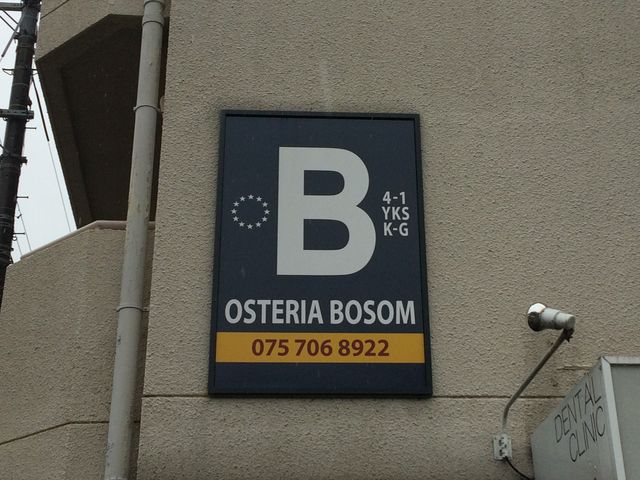 B
4-1
YKS
K-G
OSTERIA BOSOM
075 706 8922
DENTAL
CLINIC